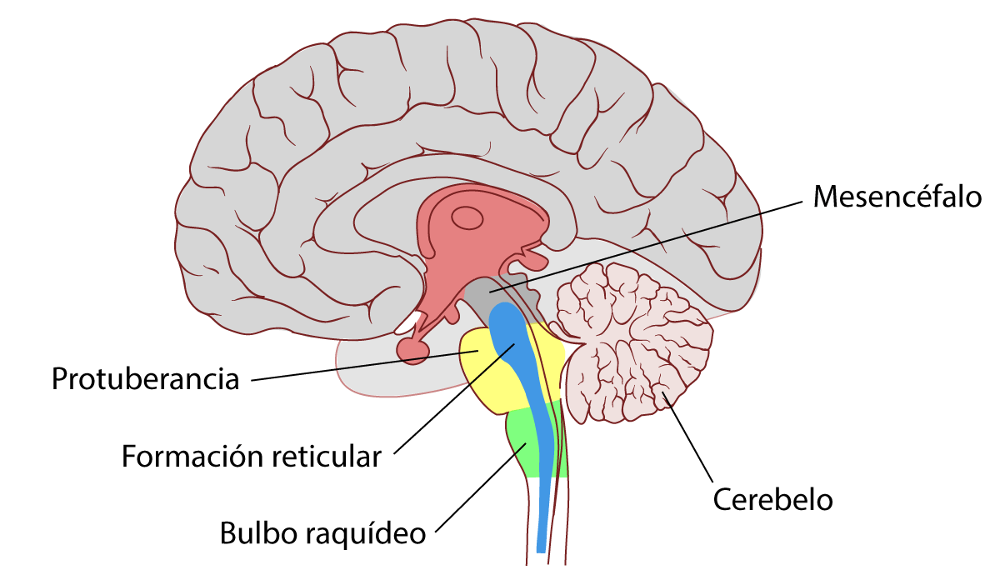 Mesencéfalo
Protuberancia
Formación reticular
Cerebelo
Bulbo raquídeo